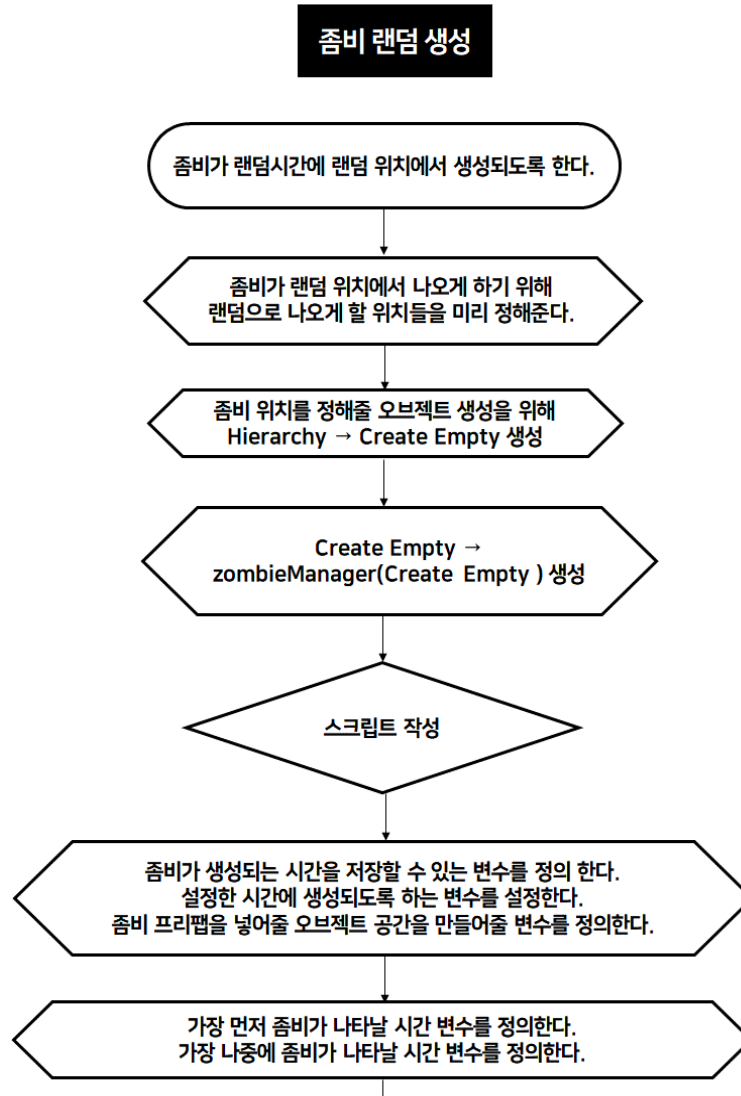 좀비 랜덤 생성
좀비가 랜덤시간에 랜덤 위치에서 생성되도록 한다.
좀비가 랜덤 위치에서 나오게 하기 위해
랜덤으로 나오게 할 위치들을 미리 정해준다.
좀비 위치를 정해줄 오브젝트 생성을 위해
Hierarchy → Create Empty 생성
Create Empty →
zombieManager(Create Empty ) 생성
스크립트 작성
좀비가 생성되는 시간을 저장할 수 있는 변수를 정의 한다.
설정한 시간에 생성되도록 하는 변수를 설정한다.
좀비 프리팹을 넣어줄 오브젝트 공간을 만들어줄 변수를 정의한다.
가장 먼저 좀비가 나타날 시간 변수를 정의한다.
가장 나중에 좀비가 나타날 시간 변수를 정의한다.